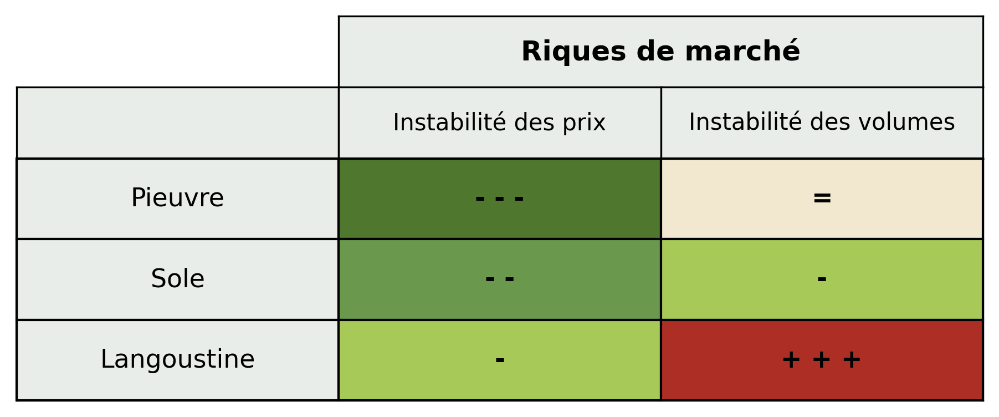 Riques de marché
Instabilité des prix
Instabilité des volumes
Pieuvre
- - -
=
Sole
- -
-
Langoustine
-
+ + +